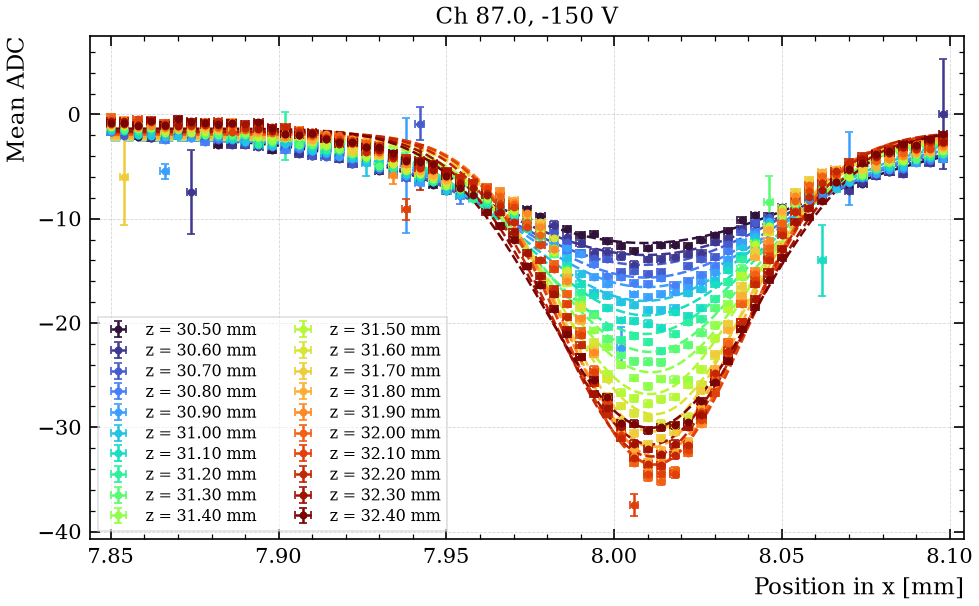 Ch 87.0, -150 V
Mean ADC
0
−10
−20
−30
−40
z = 30.50 mm
z = 30.60 mm
z = 30.70 mm
z = 30.80 mm
z = 30.90 mm
z = 31.00 mm
z = 31.10 mm
z = 31.20 mm
z = 31.30 mm
z = 31.40 mm
z = 31.50 mm
z = 31.60 mm
z = 31.70 mm
z = 31.80 mm
z = 31.90 mm
z = 32.00 mm
z = 32.10 mm
z = 32.20 mm
z = 32.30 mm
z = 32.40 mm
7.85
7.90
7.95
8.00
8.05
8.10
Position in x [mm]